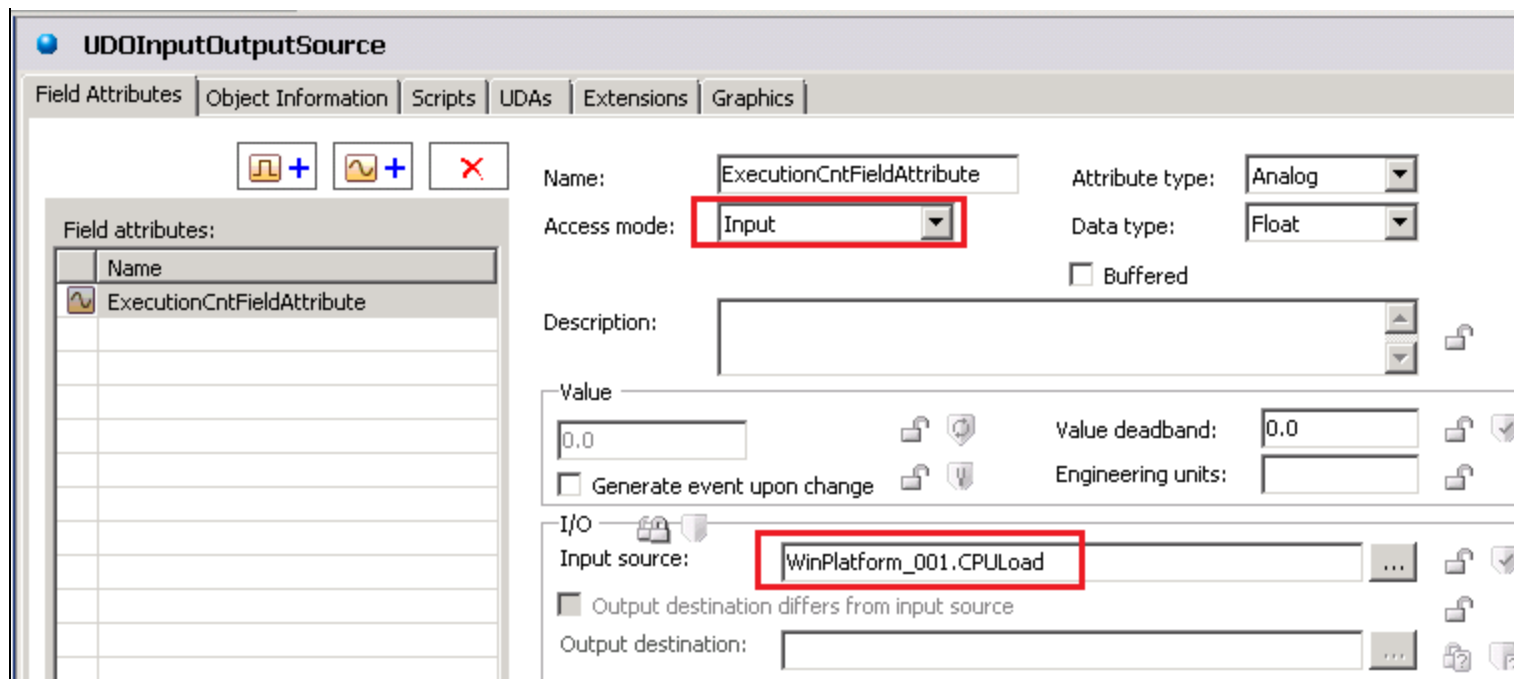 UDOInputOutputSource
Field Attributes Object Information Scripts UDAs Extensions Graphics
Name: ExecutionCntFieldAttribute Attribute type: Analog
Access mode: Input Data type: Float
Field attributes:
Name
Buffered
ExecutionCntFieldAttribute
Description:
Value
0.0 Value deadband: 0.0
Generate event upon change Engineering units:
I/O
Input source: WinPlatform_001.CPULoad ...
Output destination differs from input source
Output destination: ...